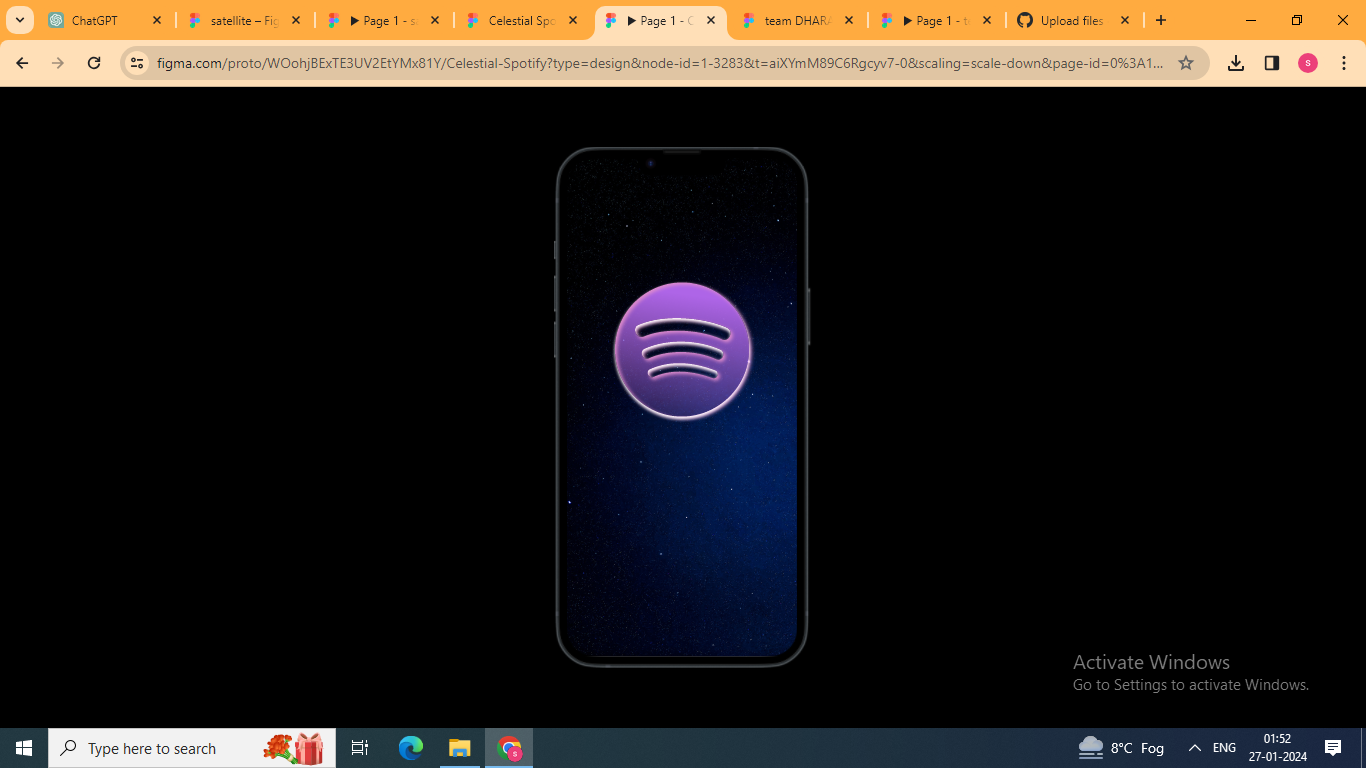 ChatGPT
satellite – Fig
Page 1 - s
Celestial Spo
Page 1 - C
team DHARA
Page 1 - t
Upload files
figma.com/proto/WOohjBExTE3UV2EtYMx81Y/Celestial-Spotify?type=design&node-id=1-3283&t=aiXYmM89C6Rgcyv7-0&scaling=scale-down&page-id=0%3A1...
s
Activate Windows
Go to Settings to activate Windows.
Type here to search
s
8°C Fog
ENG
01:52
27-01-2024